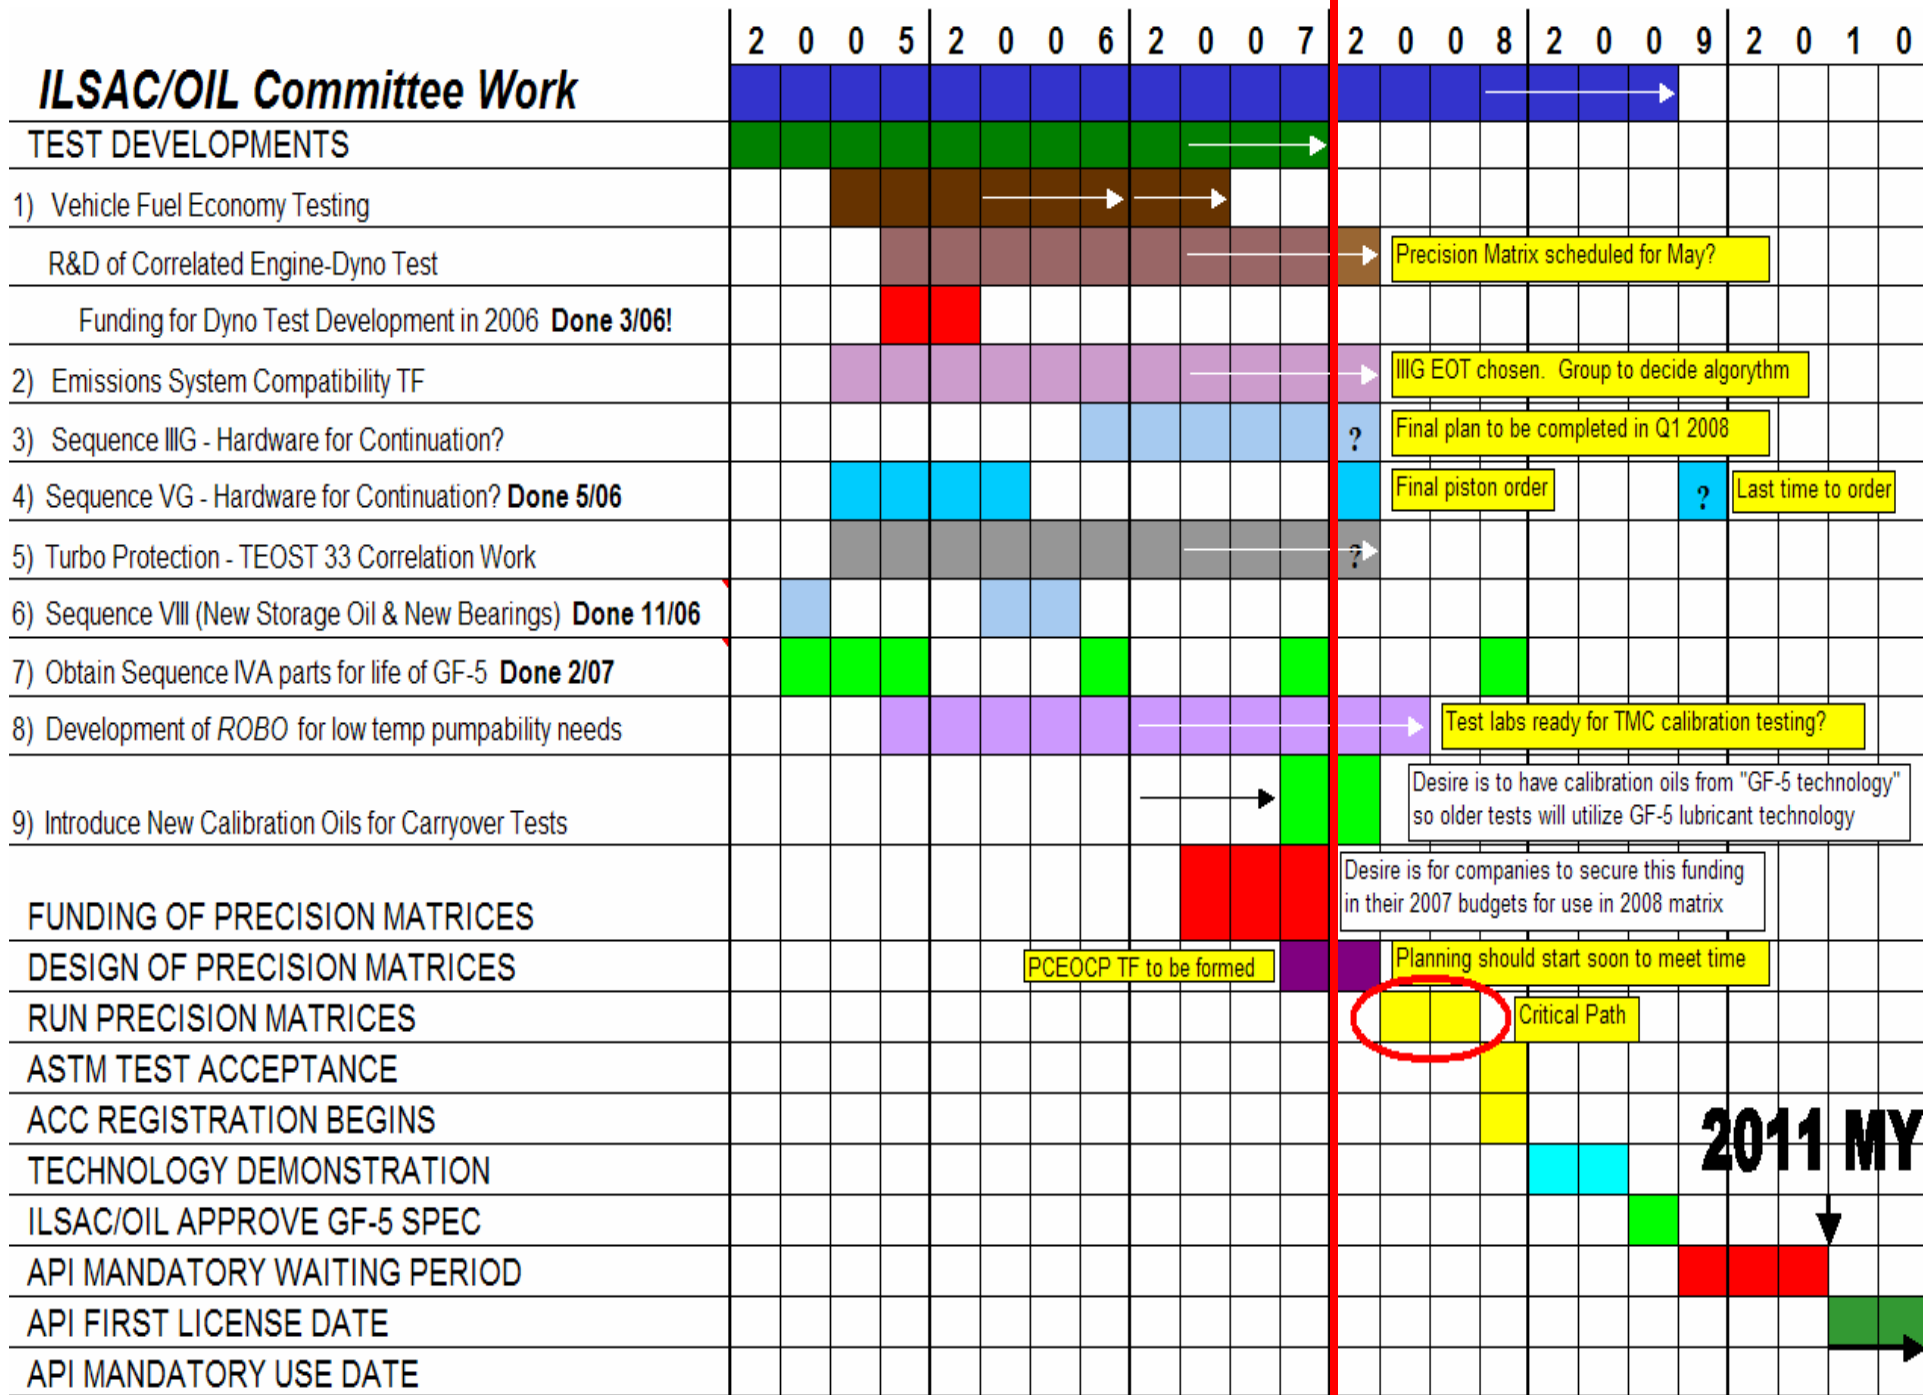 2 0 0 5 2 0 0 6 2 0 0 7 2 0 0 8 2 0 0 9 2 0 1 0
ILSAC/OIL Committee Work
TEST DEVELOPMENTS
1) Vehicle Fuel Economy Testing
R&D of Correlated Engine-Dyno Test
Precision Matrix scheduled for May?
Funding for Dyno Test Development in 2006 Done 3/06!
2) Emissions System Compatibility TF
IIIG EOT chosen. Group to decide algorythm
3) Sequence IIIG - Hardware for Continuation?
?
Final plan to be completed in Q1 2008
4) Sequence VG - Hardware for Continuation? Done 5/06
Final piston order
?
Last time to order
5) Turbo Protection - TEOST 33 Correlation Work
?
6) Sequence VIII (New Storage Oil & New Bearings) Done 11/06
7) Obtain Sequence IVA parts for life of GF-5 Done 2/07
8) Development of ROBO for low temp pumpability needs
Test labs ready for TMC calibration testing?
9) Introduce New Calibration Oils for Carryover Tests
Desire is to have calibration oils from "GF-5 technology"
so older tests will utilize GF-5 lubricant technology
FUNDING OF PRECISION MATRICES
Desire is for companies to secure this funding
in their 2007 budgets for use in 2008 matrix
DESIGN OF PRECISION MATRICES
PCEOCP TF to be formed
Planning should start soon to meet time
RUN PRECISION MATRICES
Critical Path
ASTM TEST ACCEPTANCE
ACC REGISTRATION BEGINS
2011 MY
TECHNOLOGY DEMONSTRATION
ILSAC/OIL APPROVE GF-5 SPEC
API MANDATORY WAITING PERIOD
API FIRST LICENSE DATE
API MANDATORY USE DATE